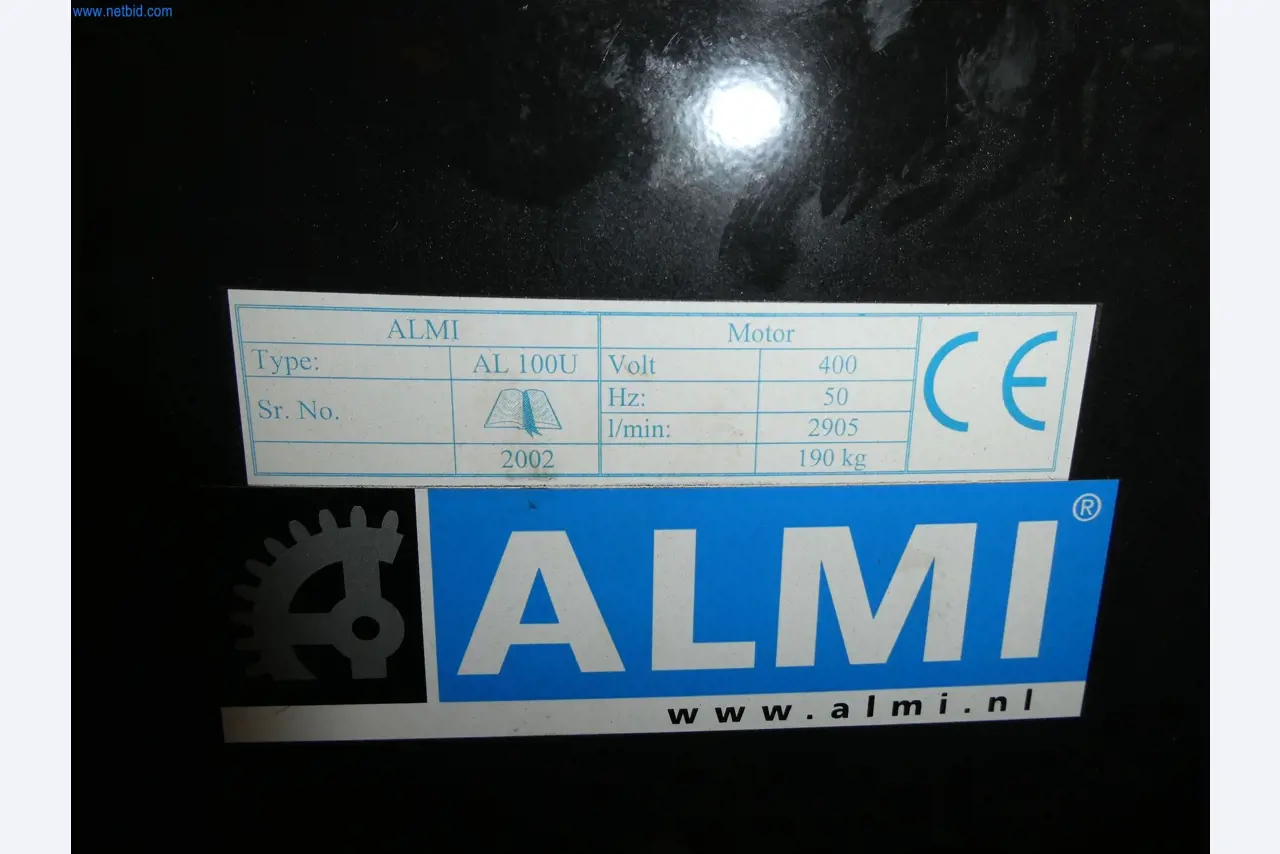 www.netbid.com
ALMI Motor
Type: AL 100U Volt 400
Hz: 50
Sr. No.
l/min: 2905
2002 190 kg
CE
ALMI®
www.almi.nl